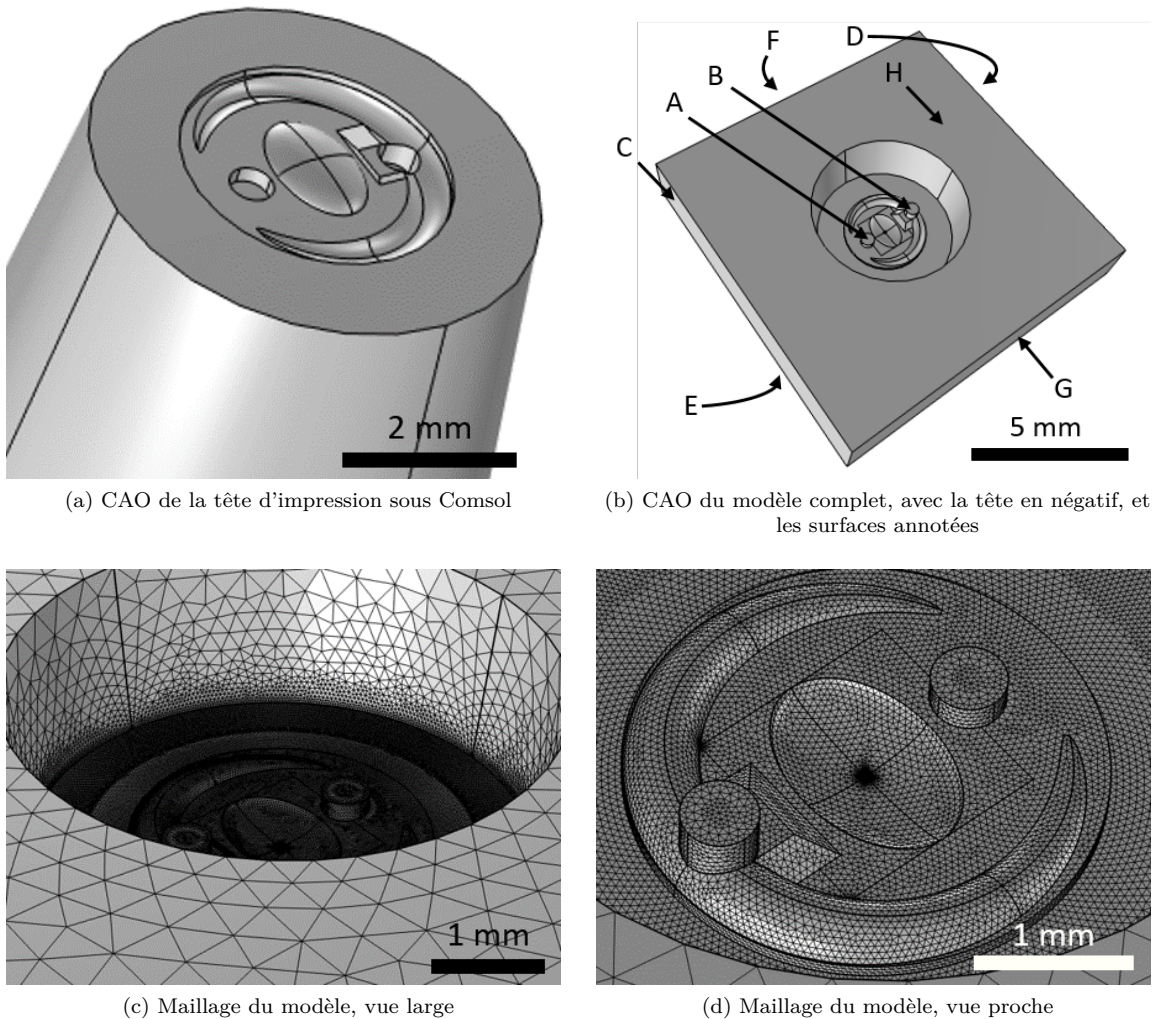 F
D
B
H
A
C
E
G
2 mm
5 mm
(a) CAO de la tête d'impression sous Comsol
(b) CAO du modèle complet, avec la tête en négatif, et
les surfaces annotées
1 mm
1 mm
(c) Maillage du modèle, vue large
(d) Maillage du modèle, vue proche